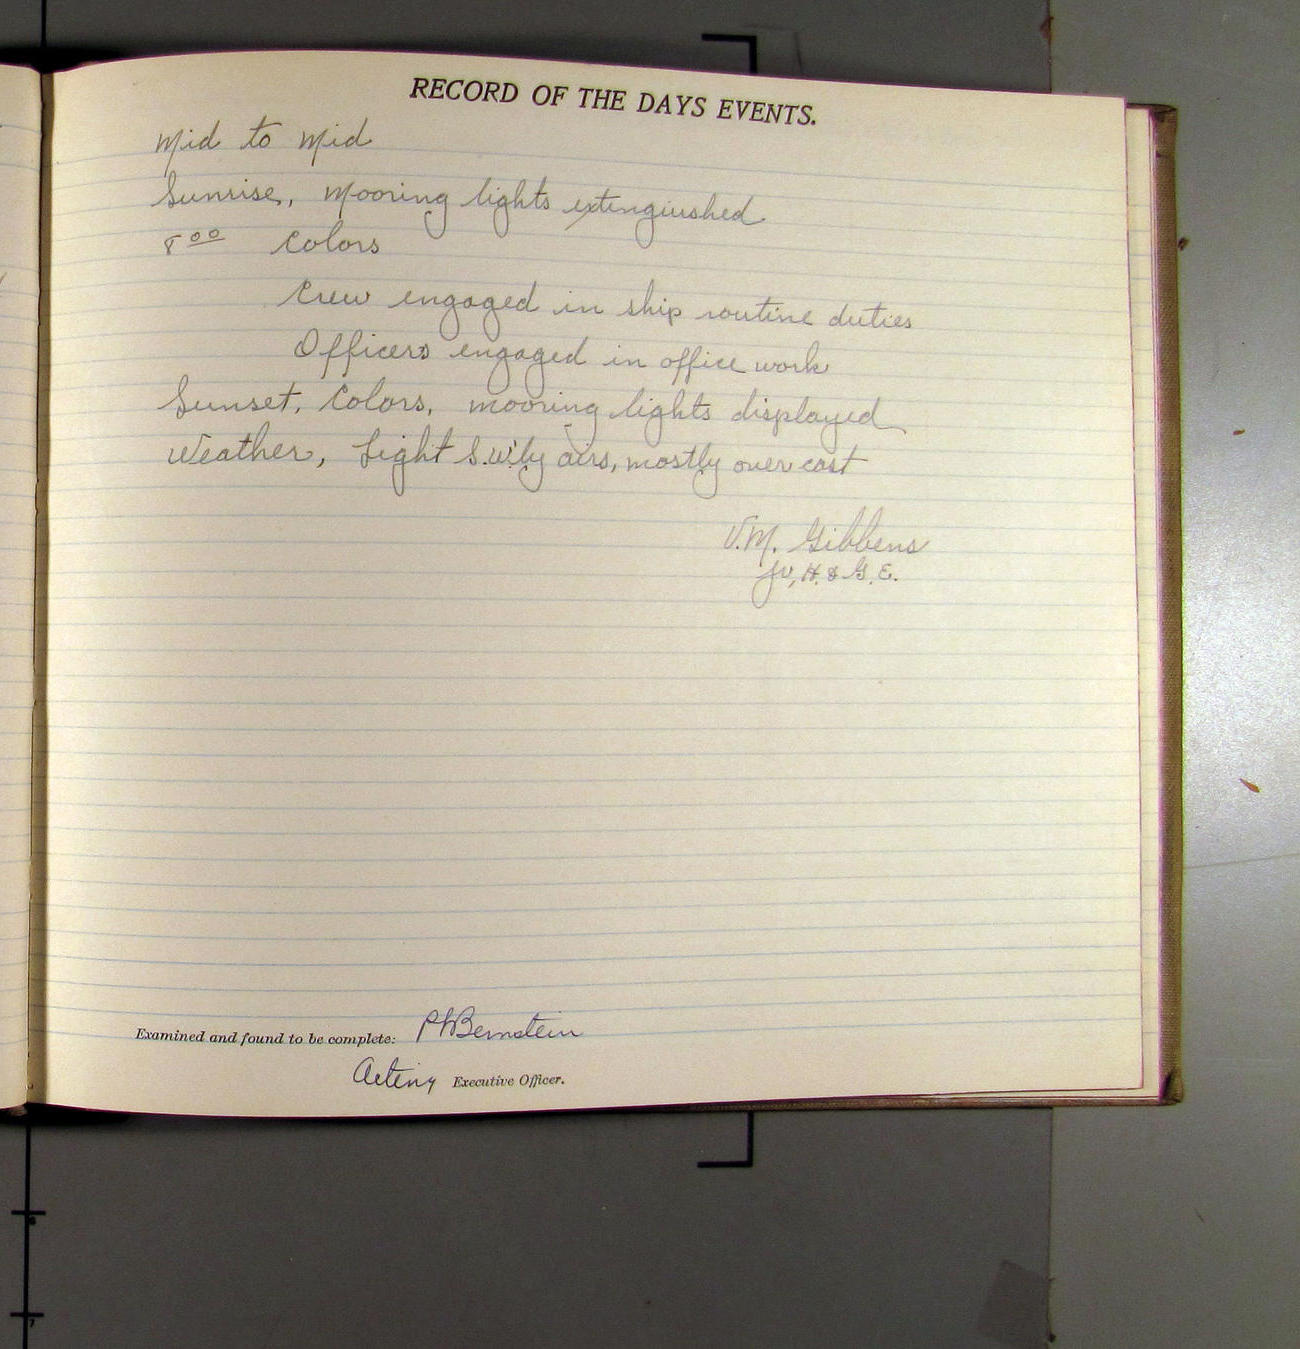 RECORD OF THE DAYS EVENTS.
Mid to Mid
Sunrise, Mooring lights extinguished
8⁰⁰ Colors
Crew engaged in ship routine duties
Officers engaged in office work
Sunset, Colors, mooring lights displayed
Weather, Light S.W'ly airs, mostly over cast
V.M. Gibbens
Jr, H. & G. E.
Examined and found to be complete: Bernstein
Acting Executive Officer.